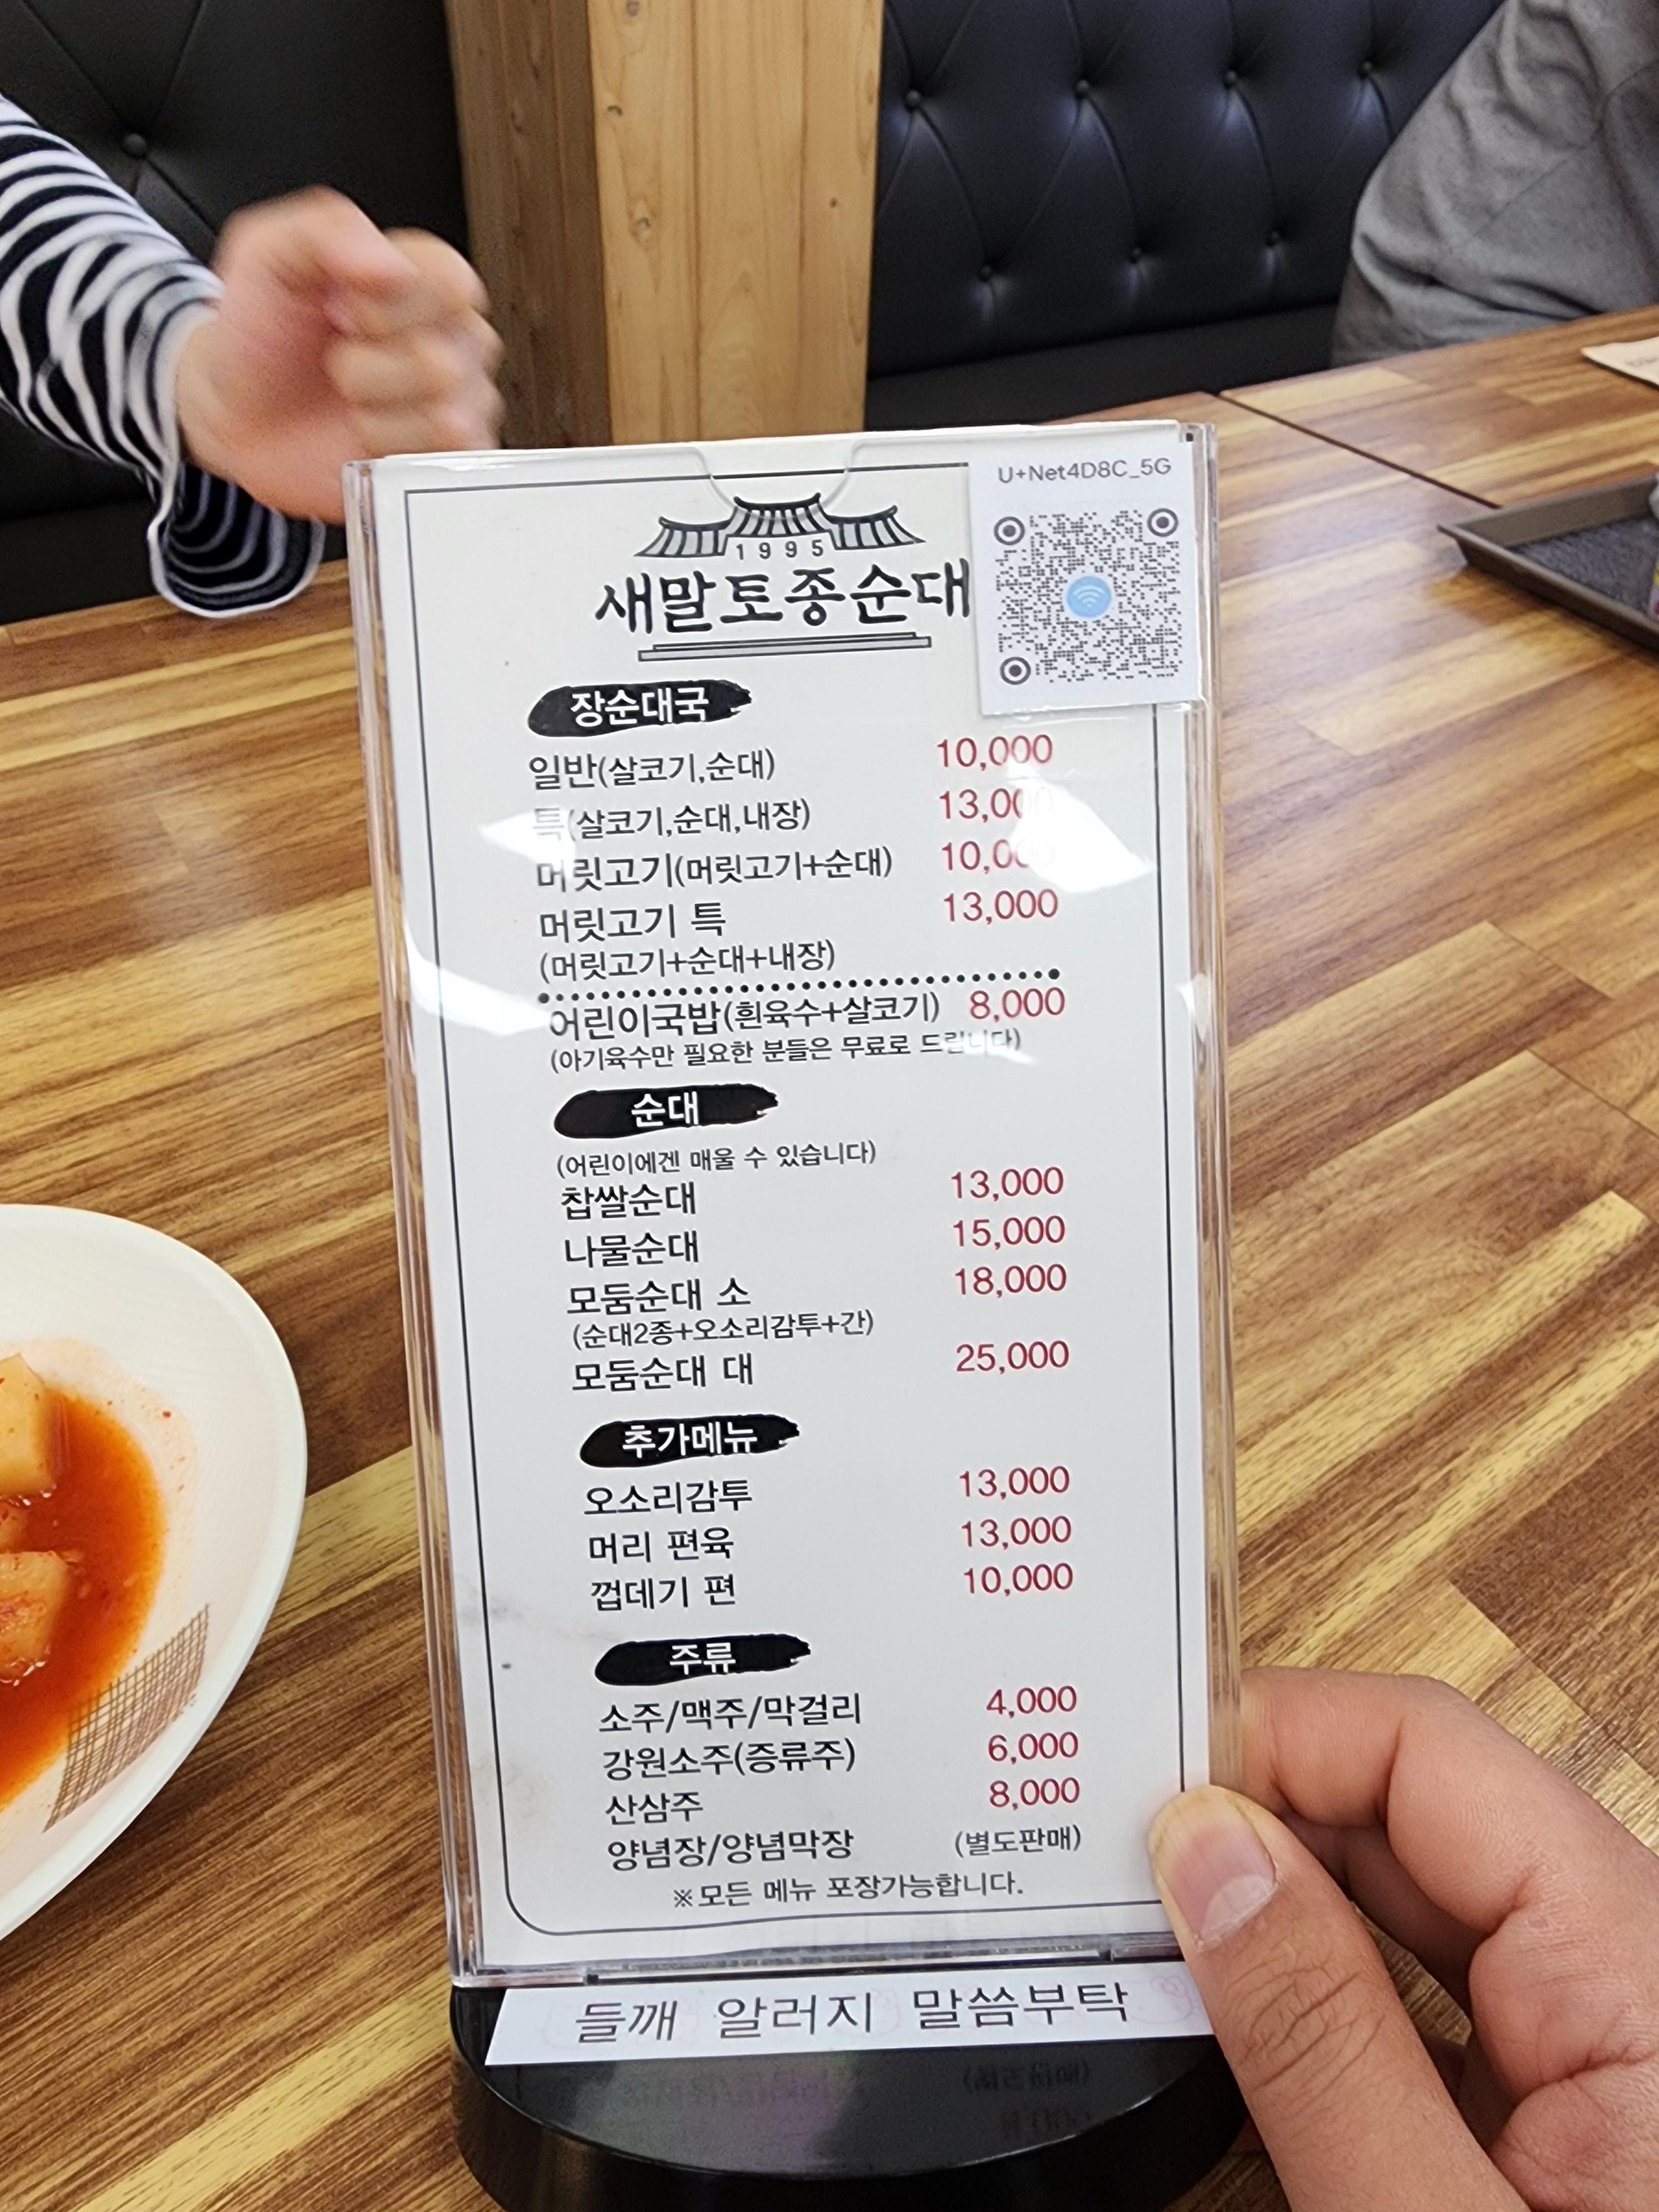 U+Net4D8C_5G
1995
새말토종순대
장순대국
일반(살코기,순대) 10,000
특(살코기,순대,내장) 13,000
머릿고기(머릿고기+순대) 10,000
머릿고기 특 13,000
(머릿고기+순대+내장)
어린이국밥(흰육수+살코기) 8,000
(아기육수만 필요한 분들은 무료로 드립니다)
순대
(어린이에겐 매울 수 있습니다)
찹쌀순대 13,000
나물순대 15,000
모둠순대 소 18,000
(순대2종+오소리감투+간)
모둠순대 대 25,000
추가메뉴
오소리감투 13,000
머리 편육 13,000
껍데기 편 10,000
주류
소주/맥주/막걸리 4,000
강원소주(증류주) 6,000
산삼주 8,000
양념장/양념막장 (별도판매)
※모든 메뉴 포장가능합니다.
들깨 알러지 말씀부탁